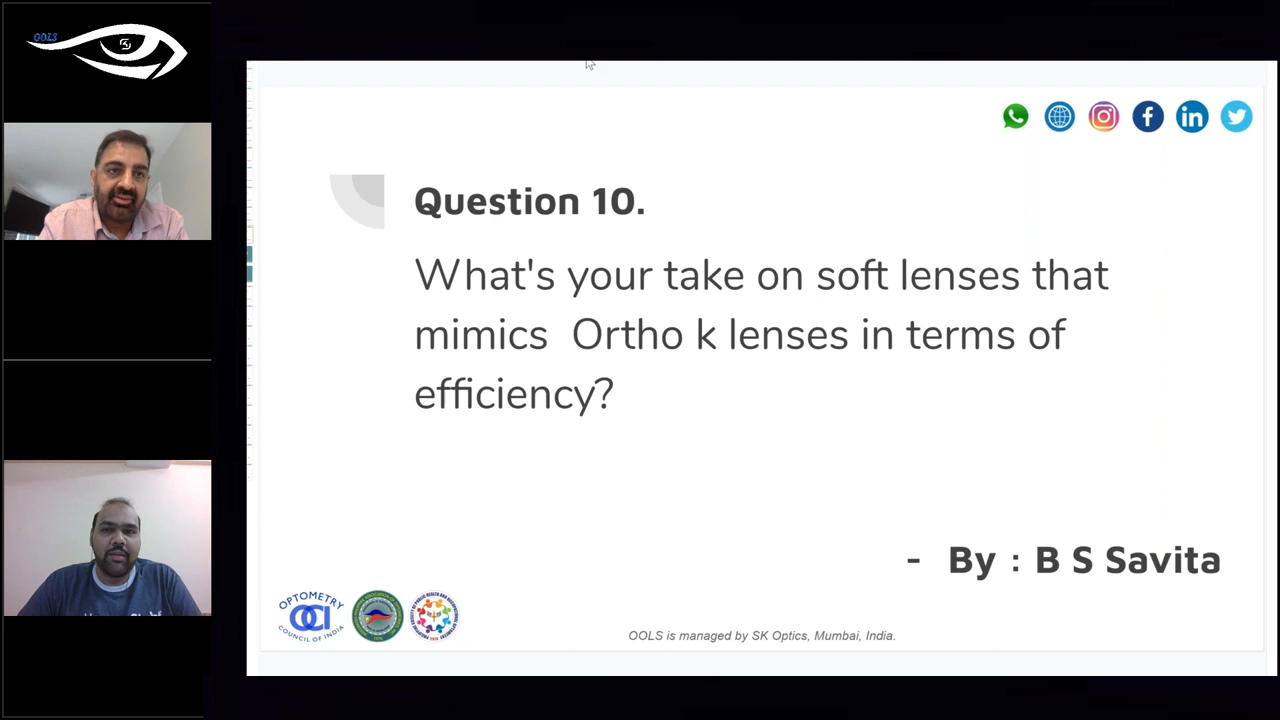 OOLS
Question 10.
What's your take on soft lenses that
mimics Ortho k lenses in terms of
efficiency?
- By : B S Savita
OPTOMETRY
OCI
COUNCIL OF INDIA
OOLS is managed by SK Optics, Mumbai, India.